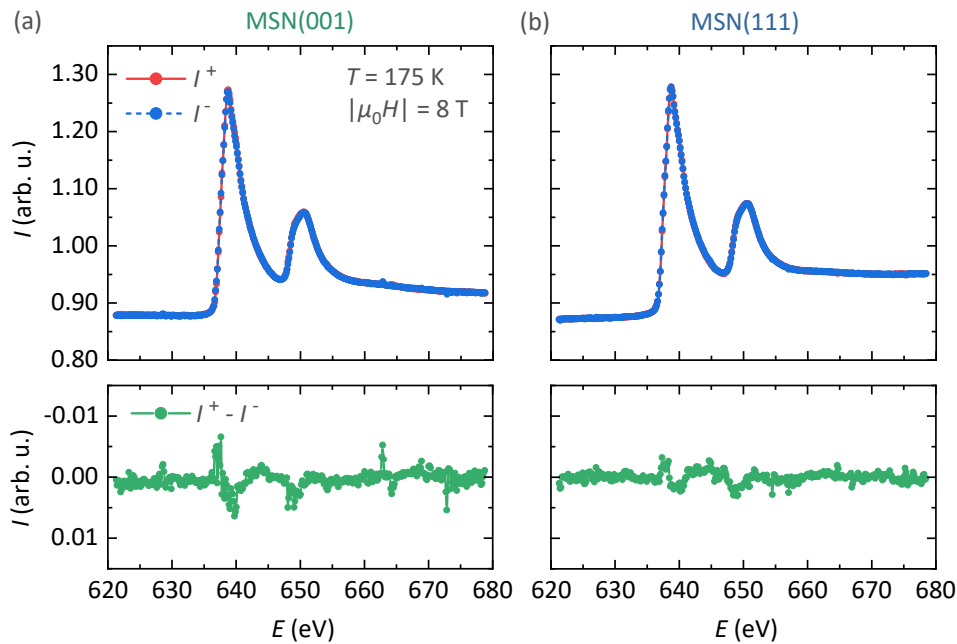 (a) MSN(001)
(b) MSN(111)
I (arb. u.)
1.30
1.20
1.10
1.00
0.90
0.80
I +
I -
T = 175 K
|μ0H| = 8 T
I (arb. u.)
-0.01
0.00
0.01
I + - I -
620 630 640 650 660 670 680
620 630 640 650 660 670 680
E (eV)
E (eV)